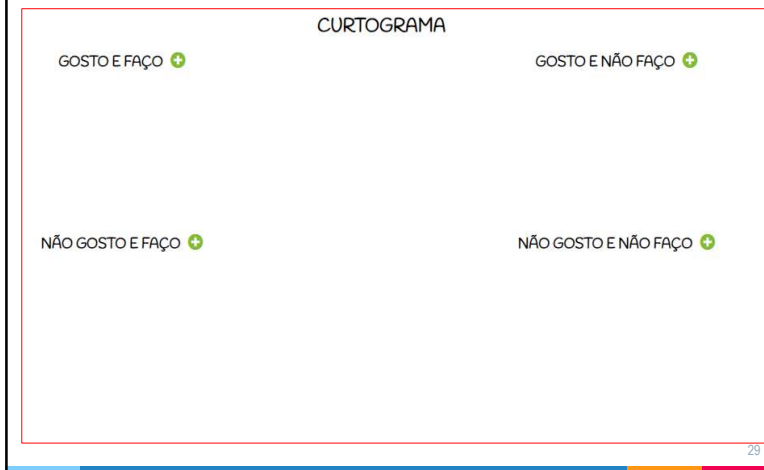 CURTOGRAMA
GOSTO E FAÇO
GOSTO E NÃO FAÇO
NÃO GOSTO E FAÇO
NÃO GOSTO E NÃO FAÇO
29